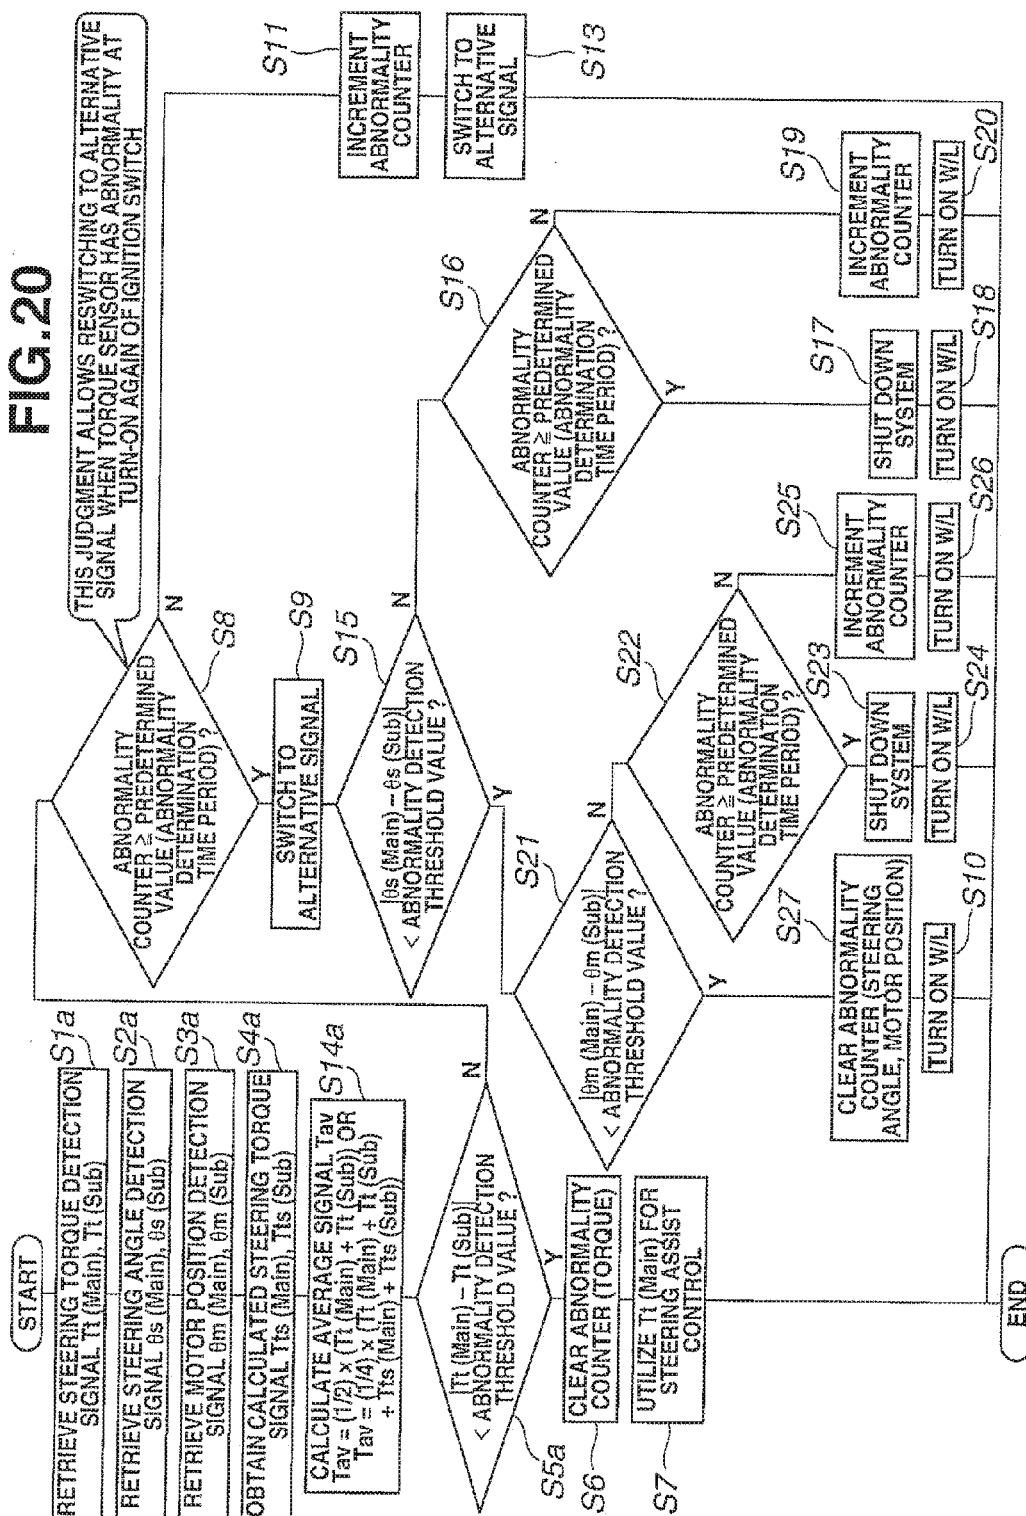 FIG.20
START
RETRIEVE STEERING TORQUE DETECTION
SIGNAL Tt (Main), Tt (Sub)
S1a
RETRIEVE STEERING ANGLE DETECTION
SIGNAL θs (Main), θs (Sub)
S2a
RETRIEVE MOTOR POSITION DETECTION
SIGNAL θm (Main), θm (Sub)
S3a
OBTAIN CALCULATED STEERING TORQUE
SIGNAL Tts (Main), Tts (Sub)
S4a
CALCULATE AVERAGE SIGNAL Tav
Tav = (1/2) × (Tt (Main) + Tt (Sub)) OR
Tav = (1/4) × (Tt (Main) + Tt (Sub)
+ Tts (Main) + Tts (Sub))
S14a
|Tt (Main) – Tt (Sub)|
< ABNORMALITY DETECTION
THRESHOLD VALUE ?
S5a
N
Y
CLEAR ABNORMALITY
COUNTER (TORQUE)
S6
UTILIZE Tt (Main) FOR
STEERING ASSIST
CONTROL
S7
END
THIS JUDGMENT ALLOWS RESWITCHING TO ALTERNATIVE
SIGNAL WHEN TORQUE SENSOR HAS ABNORMALITY AT
TURN-ON AGAIN OF IGNITION SWITCH
ABNORMALITY
COUNTER ≧ PREDETERMINED
VALUE (ABNORMALITY
DETERMINATION
TIME PERIOD) ?
S8
N
Y
SWITCH TO
ALTERNATIVE SIGNAL
S9
|θs (Main) – θs (Sub)|
< ABNORMALITY DETECTION
THRESHOLD VALUE ?
S15
N
Y
|θm (Main) – θm (Sub)|
< ABNORMALITY DETECTION
THRESHOLD VALUE ?
S21
N
Y
CLEAR ABNORMALITY
COUNTER (STEERING
ANGLE, MOTOR POSITION)
S27
TURN ON W/L
S10
ABNORMALITY
COUNTER ≧ PREDETERMINED
VALUE (ABNORMALITY
DETERMINATION
TIME PERIOD) ?
S22
N
Y
SHUT DOWN
SYSTEM
S23
TURN ON W/L
S24
INCREMENT
ABNORMALITY
COUNTER
S25
TURN ON W/L
S26
ABNORMALITY
COUNTER ≧ PREDETERMINED
VALUE (ABNORMALITY
DETERMINATION
TIME PERIOD) ?
S16
N
Y
SHUT DOWN
SYSTEM
S17
TURN ON W/L
S18
INCREMENT
ABNORMALITY
COUNTER
S19
TURN ON W/L
S20
INCREMENT
ABNORMALITY
COUNTER
S11
SWITCH TO
ALTERNATIVE
SIGNAL
S13